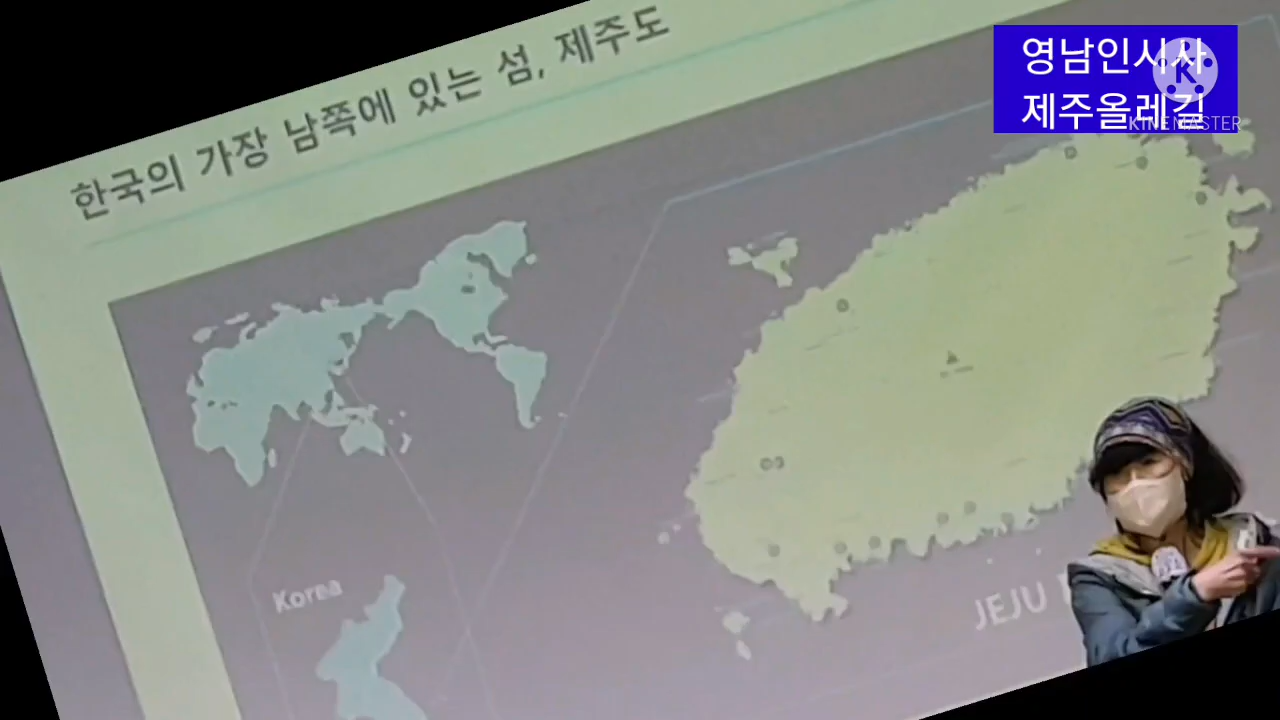 한국의 가장 남쪽에 있는 섬, 제주도
영남인시사
제주올레길
KINEMASTER
K
Korea
JEJU